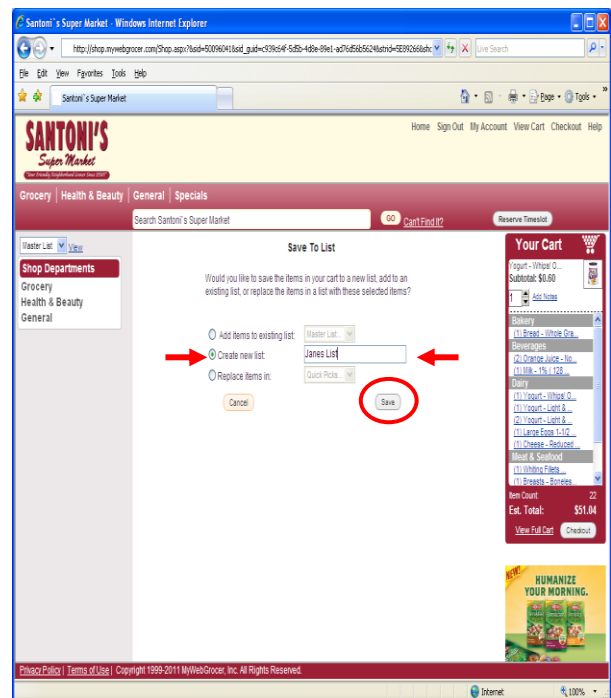 Santoni`s Super Market - Windows Internet Explorer
Live Search
File Edit View Favorites Tools Help
Santoni`s Super Market
Page Tools
SANTONI'S
Super Market
Home Sign Out My Account View Cart Checkout Help
Grocery | Health & Beauty | General | Specials
Search Santoni`s Super Market GO Can't Find It? Reserve Timeslot
Master List View
Shop Departments
Grocery
Health & Beauty
General
Save To List
Would you like to save the items in your cart to a new list, add to an
existing list, or replace the items in a list with these selected items?
Add items to existing list: Master List...
Create new list: Janes List
Replace items in: Quick Picks...
Cancel Save
Your Cart
Yogurt - Whips! O...
Subtotal: $0.60
1 Add Notes
Bakery
(1) Bread - Whole Gra...
Beverages
(2) Orange Juice - No...
(1) Milk - 1% ( 128 ...
Dairy
(1) Yogurt - Whips! O...
(1) Yogurt - Light & ...
(2) Yogurt - Light & ...
(1) Large Eggs 1-1/2 ...
(1) Cheese - Reduced ...
Meat & Seafood
(1) Whiting Fillets ...
(1) Breasts - Boneles...
Item Count: 22
Est. Total: $51.04
View Full Cart Checkout
NEW!
HUMANIZE
YOUR MORNING.
Privacy Policy | Terms of Use | Copyright 1999-2011 MyWebGrocer, Inc. All Rights Reserved.
Internet 100%